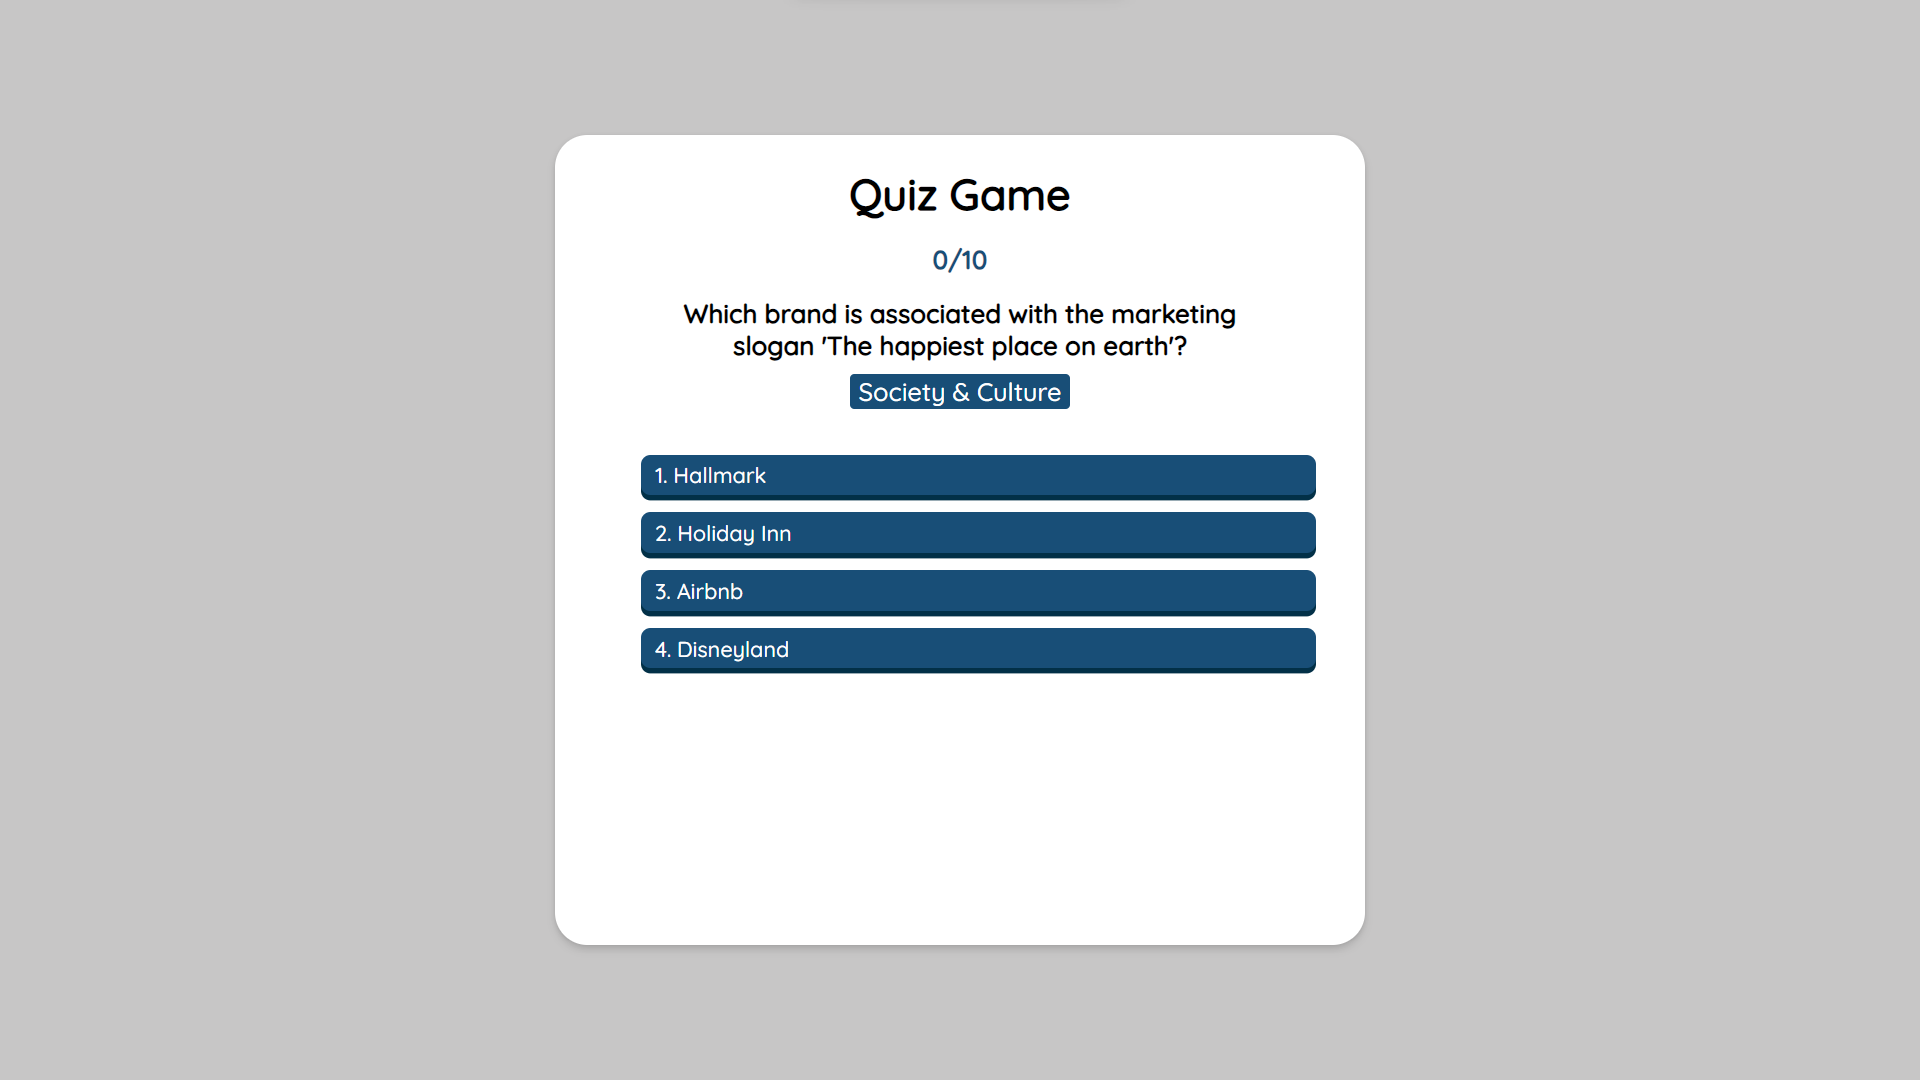 Quiz Game
0/10
Which brand is associated with the marketing
slogan 'The happiest place on earth'?
Society & Culture
1. Hallmark
2. Holiday Inn
3. Airbnb
4. Disneyland